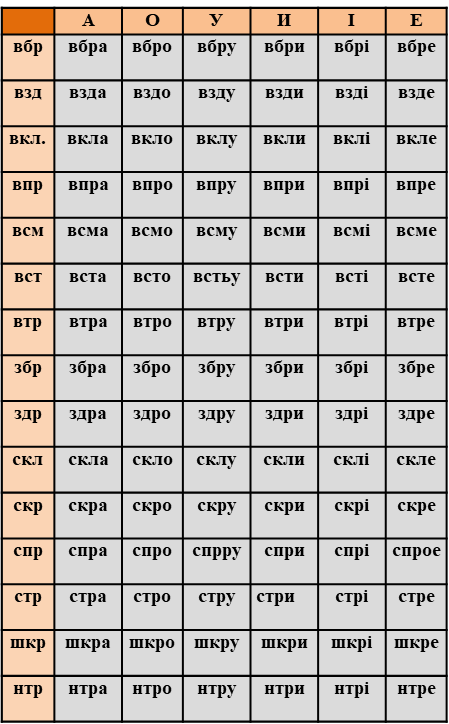 А О У И І Е
вбр вбра вбро вбру вбри вбрі вбре
взд взда вздо взду взди взді взде
вкл. вкла вкло вклу вкли вклі вкле
впр впра впро впру впри впрі впре
всм всма всмо всму всми всмі всме
вст вста всто встьу всти всті всте
втр втра втро втру втри втрі втре
збр збра збро збру збри збрі збре
здр здра здро здру здри здрі здре
скл скла скло склу скли склі скле
скр скра скро скру скри скрі скре
спр спра спро спрру спри спрі спрое
стр стра стро стру стри стрі стре
шкр шкра шкро шкру шкри шкрі шкре
нтр нтра нтро нтру нтри нтрі нтре